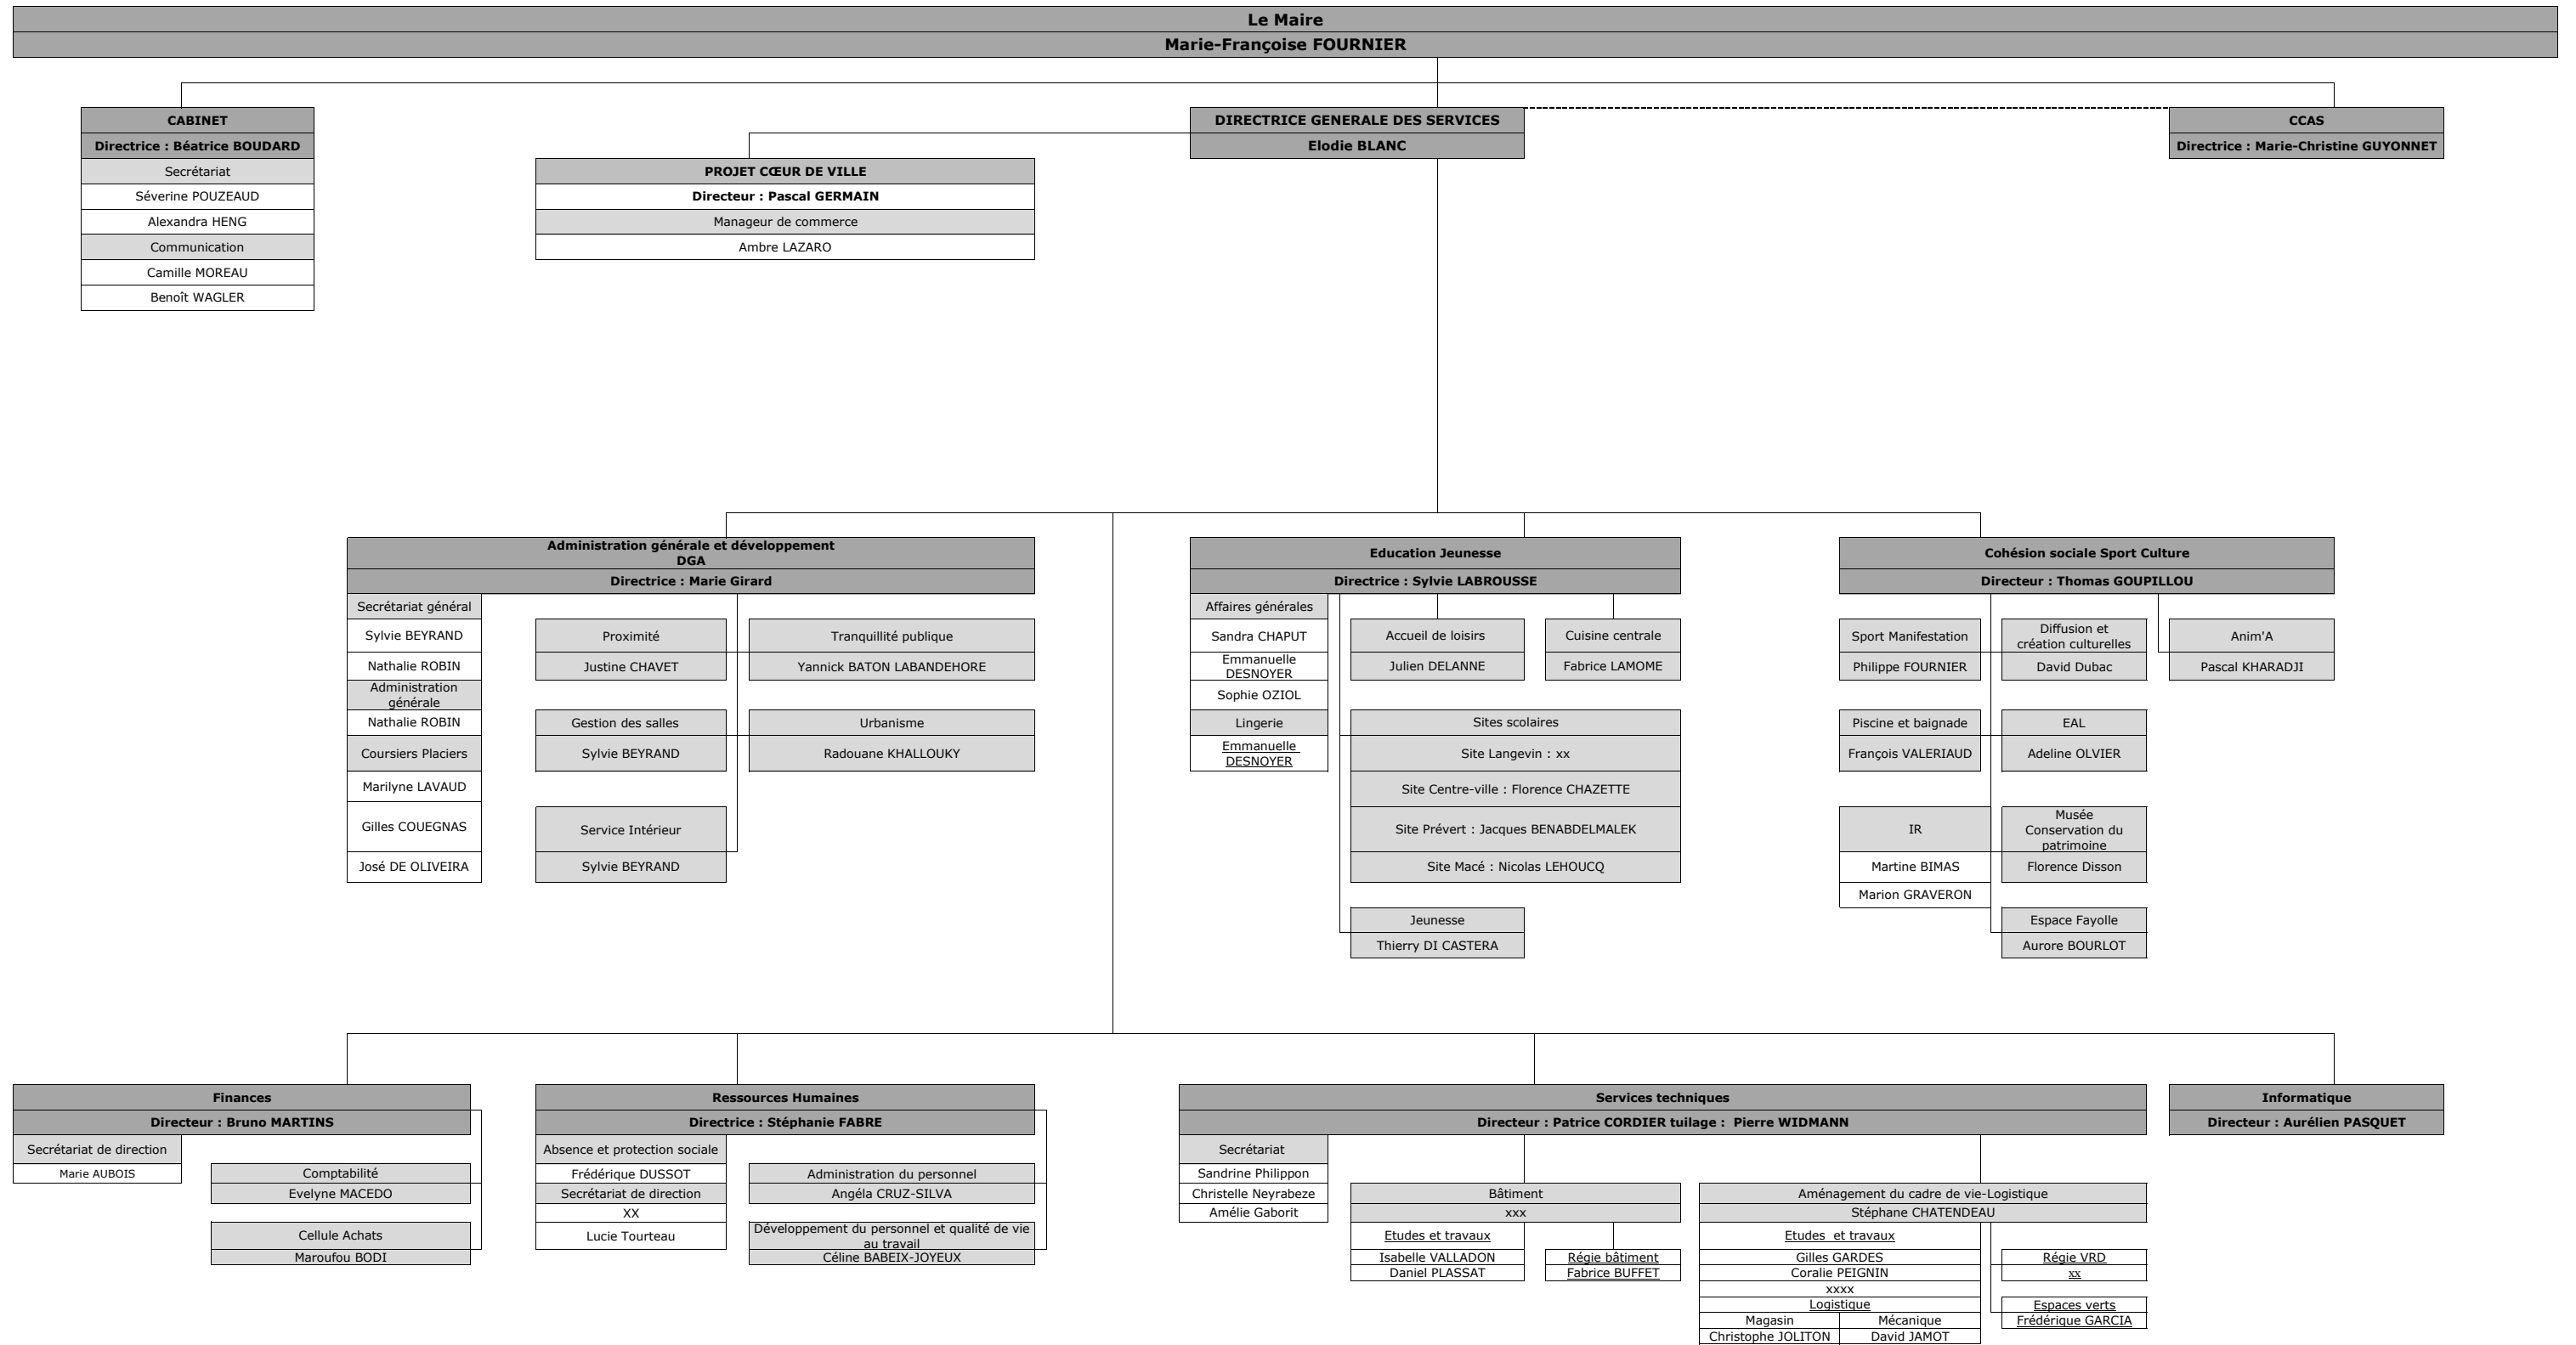 Le Maire
Marie-Françoise FOURNIER
CABINET
Directrice : Béatrice BOUDARD
Secrétariat
Séverine POUZEAUD
Alexandra HENG
Communication
Camille MOREAU
Benoît WAGLER
PROJET CŒUR DE VILLE
Directeur : Pascal GERMAIN
Manageur de commerce
Ambre LAZARO
DIRECTRICE GENERALE DES SERVICES
Elodie BLANC
CCAS
Directrice : Marie-Christine GUYONNET
Administration générale et développement
DGA
Directrice : Marie Girard
Secrétariat général
Sylvie BEYRAND
Nathalie ROBIN
Administration
générale
Nathalie ROBIN
Coursiers Placiers
Marilyne LAVAUD
Gilles COUEGNAS
José DE OLIVEIRA
Proximité
Justine CHAVET
Gestion des salles
Sylvie BEYRAND
Service Intérieur
Sylvie BEYRAND
Tranquillité publique
Yannick BATON LABANDEHORE
Urbanisme
Radouane KHALLOUKY
Education Jeunesse
Directrice : Sylvie LABROUSSE
Affaires générales
Sandra CHAPUT
Emmanuelle
DESNOYER
Sophie OZIOL
Lingerie
Emmanuelle
DESNOYER
Accueil de loisirs
Julien DELANNE
Cuisine centrale
Fabrice LAMOME
Sites scolaires
Site Langevin : xx
Site Centre-ville : Florence CHAZETTE
Site Prévert : Jacques BENABDELMALEK
Site Macé : Nicolas LEHOUCQ
Jeunesse
Thierry DI CASTERA
Cohésion sociale Sport Culture
Directeur : Thomas GOUPILLOU
Sport Manifestation
Philippe FOURNIER
Piscine et baignade
François VALERIAUD
IR
Martine BIMAS
Marion GRAVERON
Diffusion et
création culturelles
David Dubac
EAL
Adeline OLVIER
Musée
Conservation du
patrimoine
Florence Disson
Espace Fayolle
Aurore BOURLOT
Anim'A
Pascal KHARADJI
Finances
Directeur : Bruno MARTINS
Secrétariat de direction
Marie AUBOIS
Comptabilité
Evelyne MACEDO
Cellule Achats
Maroufou BODI
Ressources Humaines
Directrice : Stéphanie FABRE
Absence et protection sociale
Frédérique DUSSOT
Secrétariat de direction
XX
Lucie Tourteau
Administration du personnel
Angéla CRUZ-SILVA
Développement du personnel et qualité de vie
au travail
Céline BABEIX-JOYEUX
Services techniques
Directeur : Patrice CORDIER tuilage : Pierre WIDMANN
Secrétariat
Sandrine Philippon
Christelle Neyrabeze
Amélie Gaborit
Bâtiment
xxx
Etudes et travaux
Isabelle VALLADON
Daniel PLASSAT
Régie bâtiment
Fabrice BUFFET
Aménagement du cadre de vie-Logistique
Stéphane CHATENDEAU
Etudes et travaux
Gilles GARDES
Coralie PEIGNIN
xxxx
Logistique
Magasin
Mécanique
Christophe JOLITON
David JAMOT
Régie VRD
xx
Espaces verts
Frédérique GARCIA
Informatique
Directeur : Aurélien PASQUET